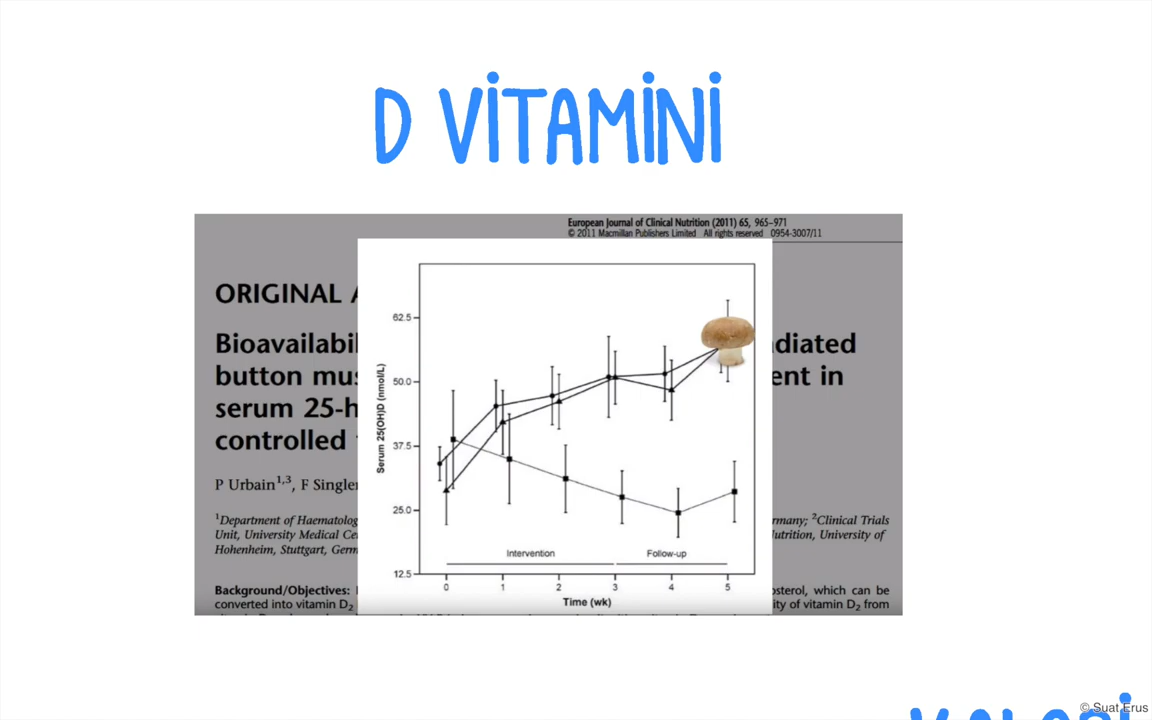 D VİTAMİNİ
European Journal of Clinical Nutrition (2011) 65, 965–971
© 2011 Macmillan Publishers Limited All rights reserved 0954-3007/11
ORIGINAL
Bioavailabil diated
button mus ent in
serum 25-h
controlled
P Urbain1,3, F Singler
1Department of Haematolog rmany; 2Clinical Trials
Unit, University Medical Ce Nutrition, University of
Hohenheim, Stuttgart, Germ
Background/Objectives: osterol, which can be
converted into vitamin D2 ity of vitamin D2 from
62.5
50.0
37.5
25.0
12.5
Serum 25(OH)D (nmol/L)
Intervention Follow-up
0 1 2 3 4 5
Time (wk)
© Suat Erus